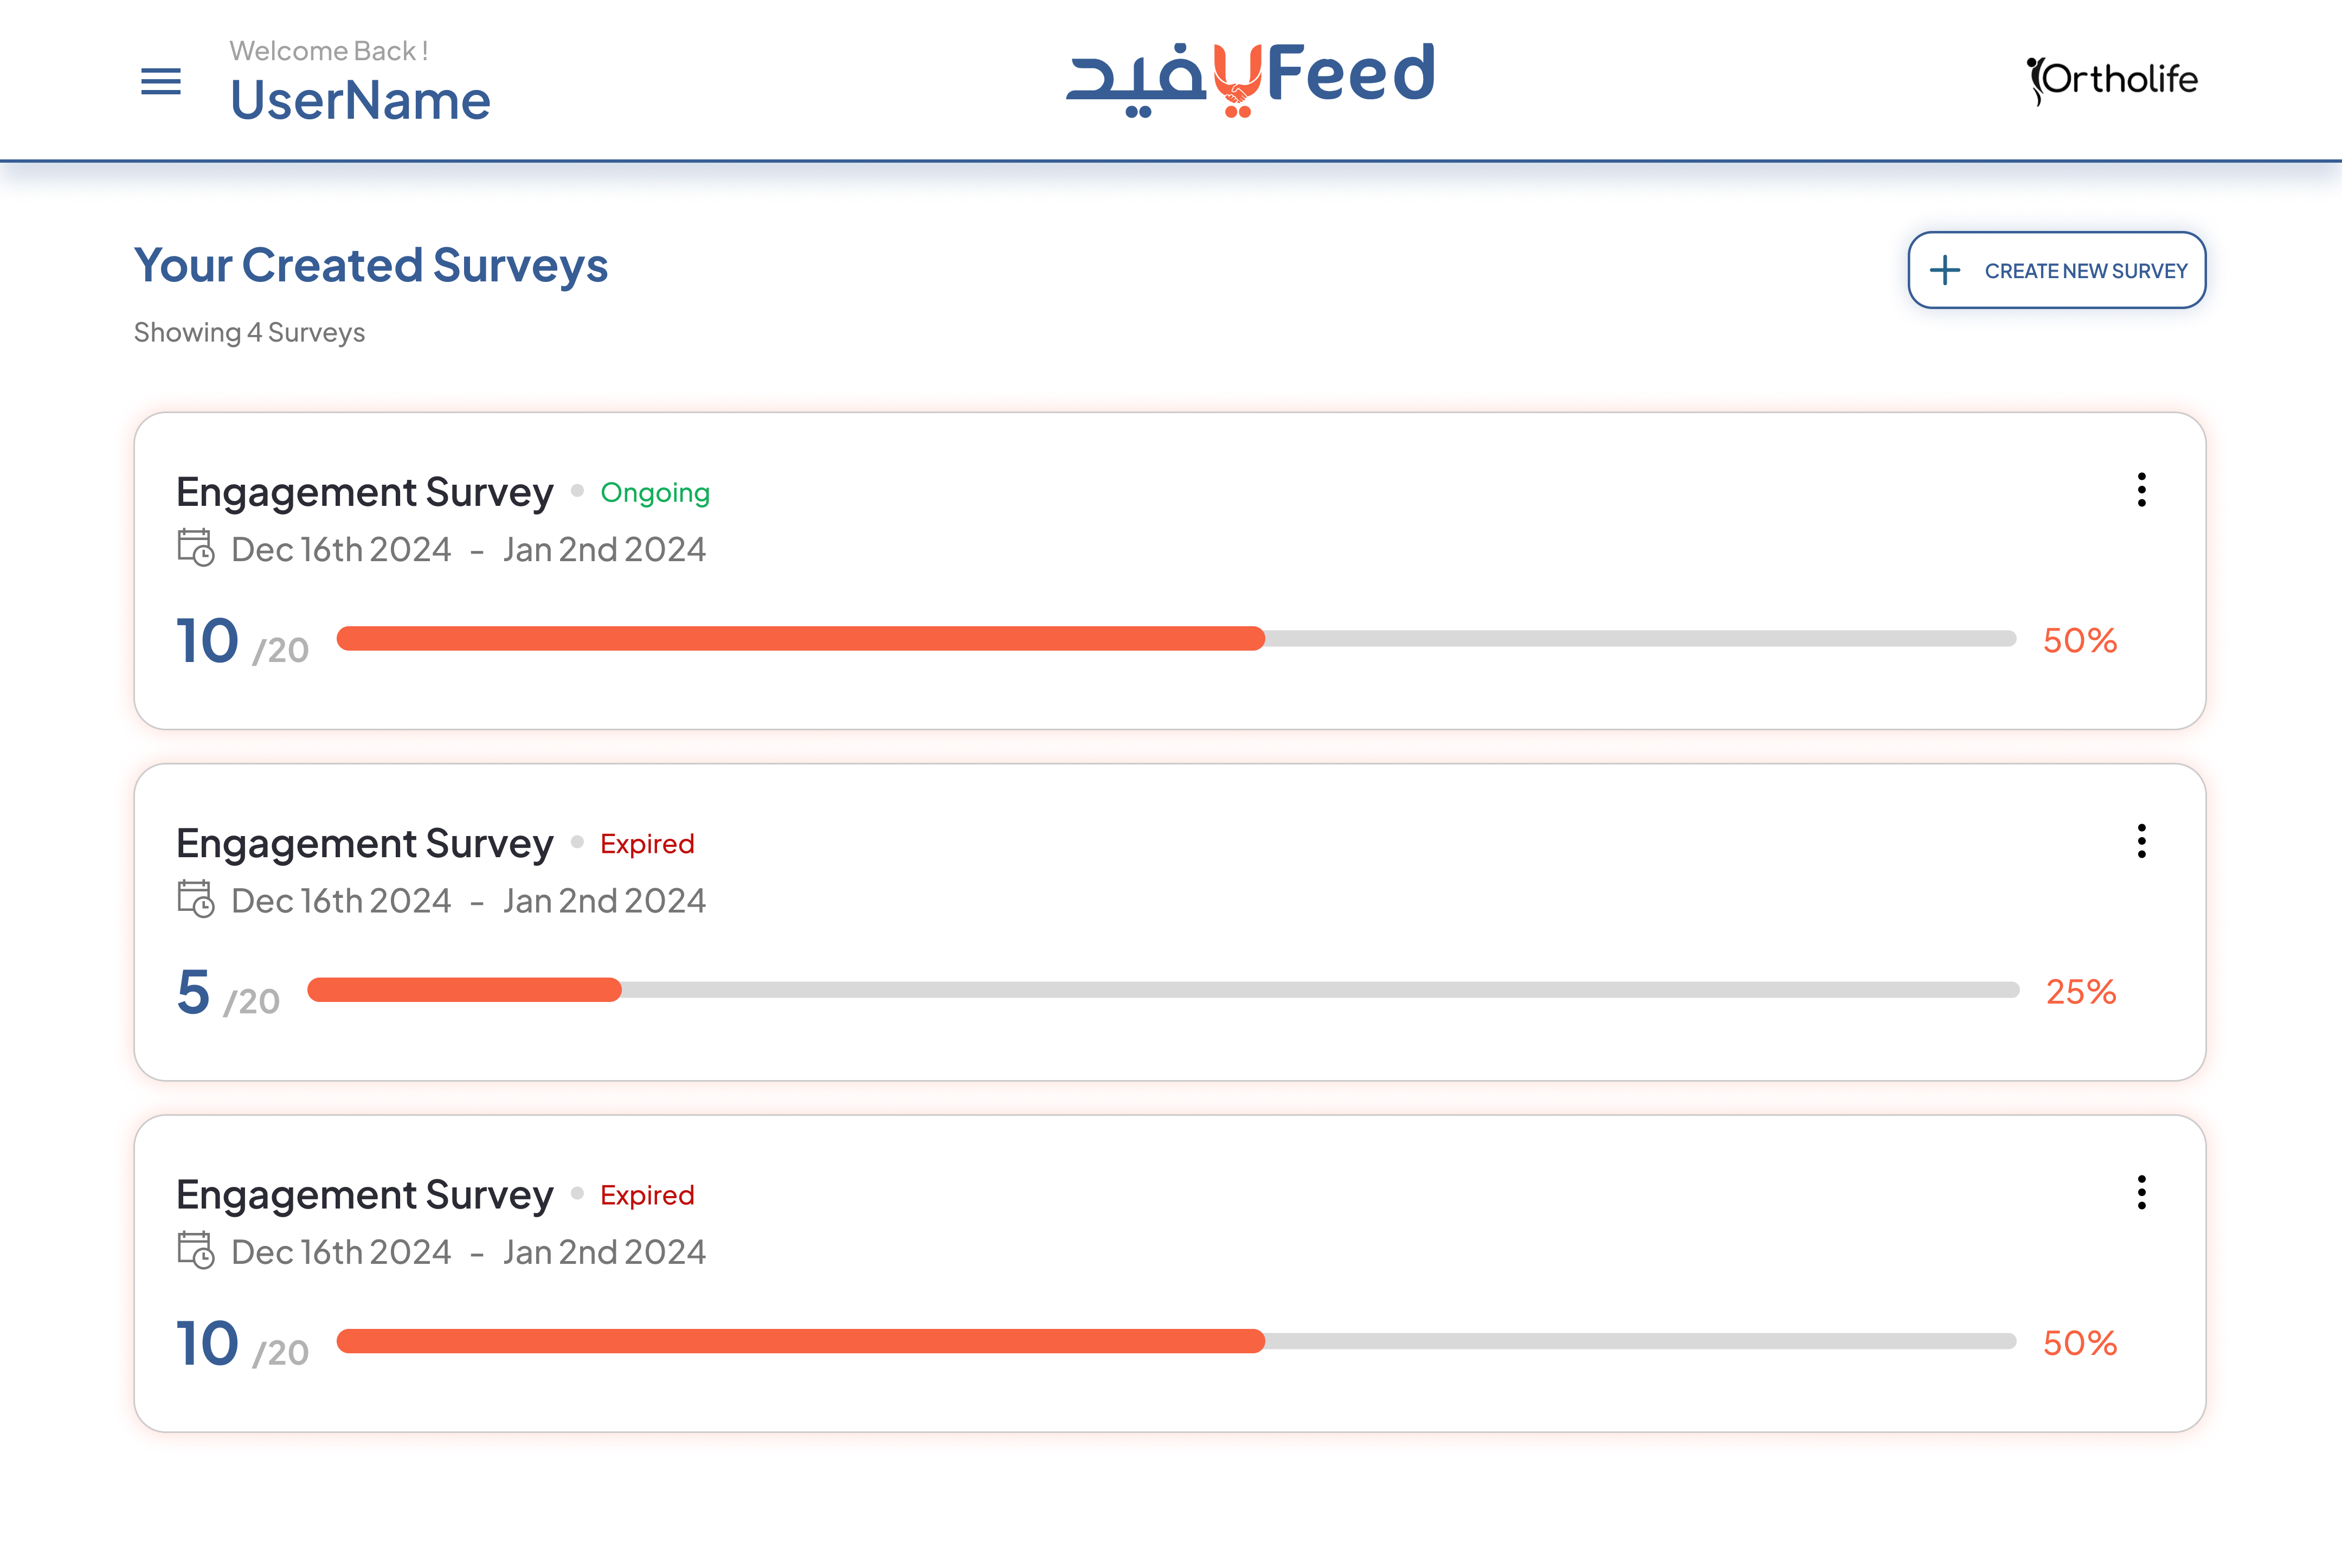 Welcome Back !
UserName
يفيد Feed
Ortholife
Your Created Surveys
CREATE NEW SURVEY
Showing 4 Surveys
Engagement Survey Ongoing
Dec 16th 2024 - Jan 2nd 2024
10 /20 50%
Engagement Survey Expired
Dec 16th 2024 - Jan 2nd 2024
5 /20 25%
Engagement Survey Expired
Dec 16th 2024 - Jan 2nd 2024
10 /20 50%